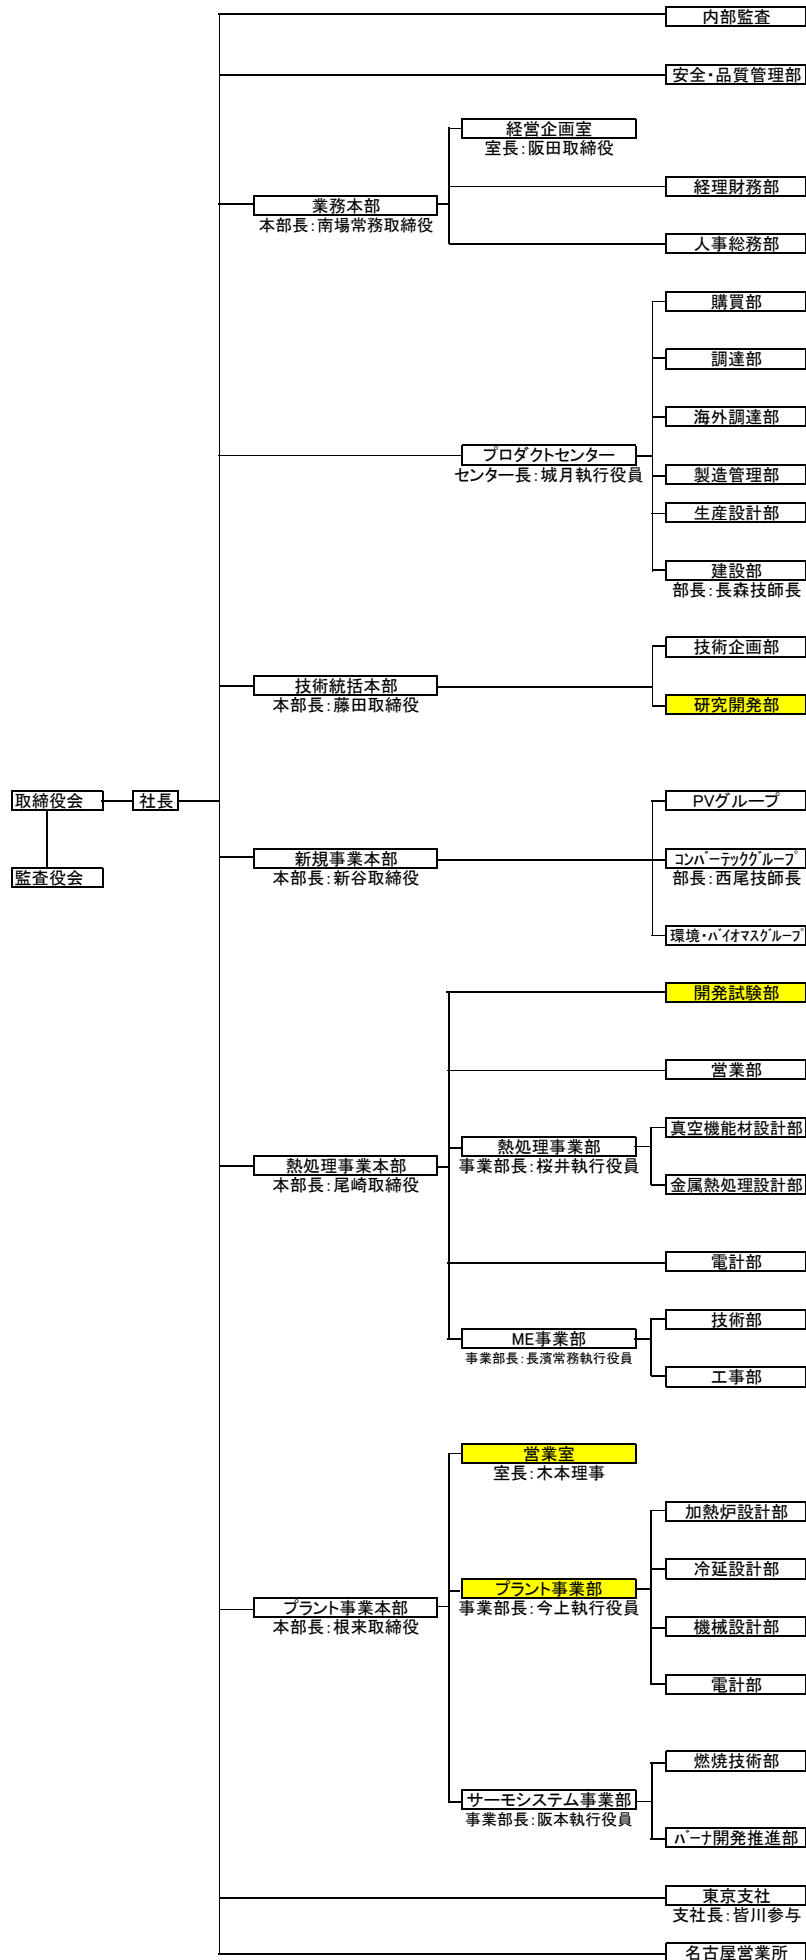 内部監査
安全・品質管理部
経営企画室
室長：阪田取締役
経理財務部
業務本部
本部長：南場常務取締役
人事総務部
購買部
調達部
海外調達部
プロダクトセンター
センター長：城月執行役員
製造管理部
生産設計部
建設部
部長：長森技師長
技術企画部
技術統括本部
本部長：藤田取締役
研究開発部
取締役会
社長
監査役会
PVグループ
新規事業本部
本部長：新谷取締役
コンバーテックグループ
部長：西尾技師長
環境・バイオマスグループ
開発試験部
営業部
真空機能材設計部
熱処理事業部
事業部長：桜井執行役員
熱処理事業本部
本部長：尾崎取締役
金属熱処理設計部
電計部
技術部
ME事業部
事業部長：長濱常務執行役員
工事部
営業室
室長：木本理事
加熱炉設計部
冷延設計部
プラント事業部
事業部長：今上執行役員
プラント事業本部
本部長：根来取締役
機械設計部
電計部
燃焼技術部
サーモシステム事業部
事業部長：阪本執行役員
バーナ開発推進部
東京支社
支社長：皆川参与
名古屋営業所